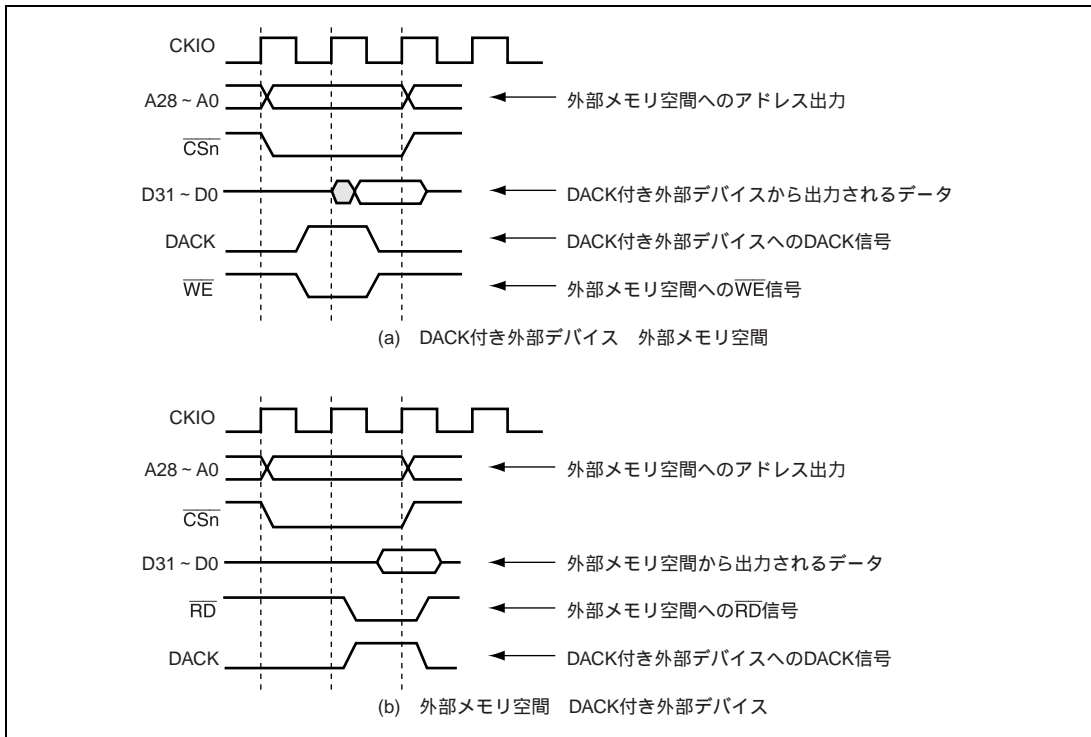 CKIO
A28 ~ A0 外部メモリ空間へのアドレス出力
CSn
D31 ~ D0 DACK付き外部デバイスから出力されるデータ
DACK DACK付き外部デバイスへのDACK信号
WE 外部メモリ空間へのWE信号
(a) DACK付き外部デバイス 外部メモリ空間
CKIO
A28 ~ A0 外部メモリ空間へのアドレス出力
CSn
D31 ~ D0 外部メモリ空間から出力されるデータ
RD 外部メモリ空間へのRD信号
DACK DACK付き外部デバイスへのDACK信号
(b) 外部メモリ空間 DACK付き外部デバイス